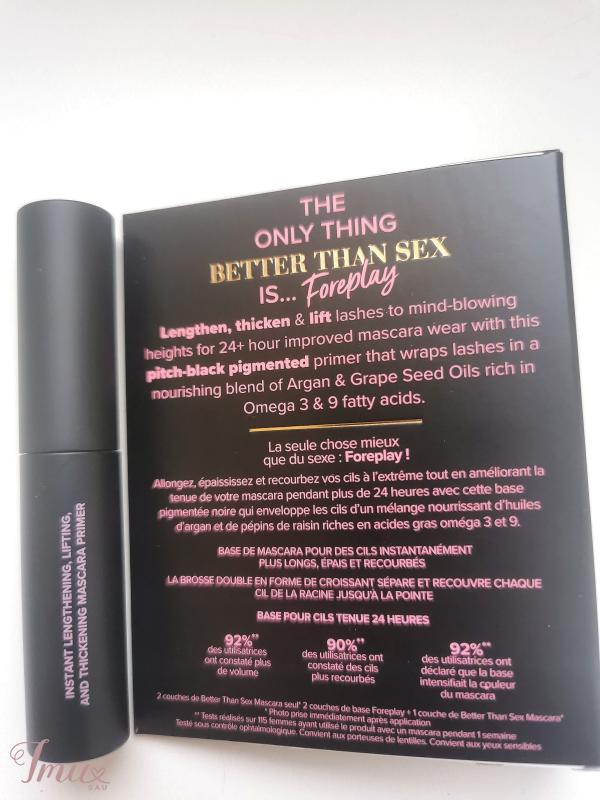 INSTANT LENGTHENING, LIFTING,
AND THICKENING MASCARA PRIMER
THE
ONLY THING
BETTER THAN SEX
IS... Foreplay
Lengthen, thicken & lift lashes to mind-blowing
heights for 24+ hour improved mascara wear with this
pitch-black pigmented primer that wraps lashes in a
nourishing blend of Argan & Grape Seed Oils rich in
Omega 3 & 9 fatty acids.
La seule chose mieux
que du sexe : Foreplay !
Allongez, épaississez et recourbez vos cils à l'extrême tout en améliorant la
tenue de votre mascara pendant plus de 24 heures avec cette base
pigmentée noire qui enveloppe les cils d'un mélange nourrissant d'huiles
d'argan et de pépins de raisin riches en acides gras oméga 3 et 9.
BASE DE MASCARA POUR DES CILS INSTANTANÉMENT
PLUS LONGS, ÉPAIS ET RECOURBÉS
LA BROSSE DOUBLE EN FORME DE CROISSANT SÉPARE ET RECOUVRE CHAQUE
CIL DE LA RACINE JUSQU'À LA POINTE
BASE POUR CILS TENUE 24 HEURES
92%**
des utilisatrices
ont constaté plus
de volume
90%**
des utilisatrices ont
constaté des cils
plus recourbés
92%**
des utilisatrices ont
déclaré que la base
intensifiait la couleur
du mascara
2 couches de Better Than Sex Mascara seul* 2 couches de base Foreplay + 1 couche de Better Than Sex Mascara*
* Photo prise immédiatement après application
** Tests réalisés sur 115 femmes ayant utilisé le produit avec un mascara pendant 1 semaine
Testé sous contrôle ophtalmologique. Convient aux porteuses de lentilles. Convient aux yeux sensibles
Imu
SAU